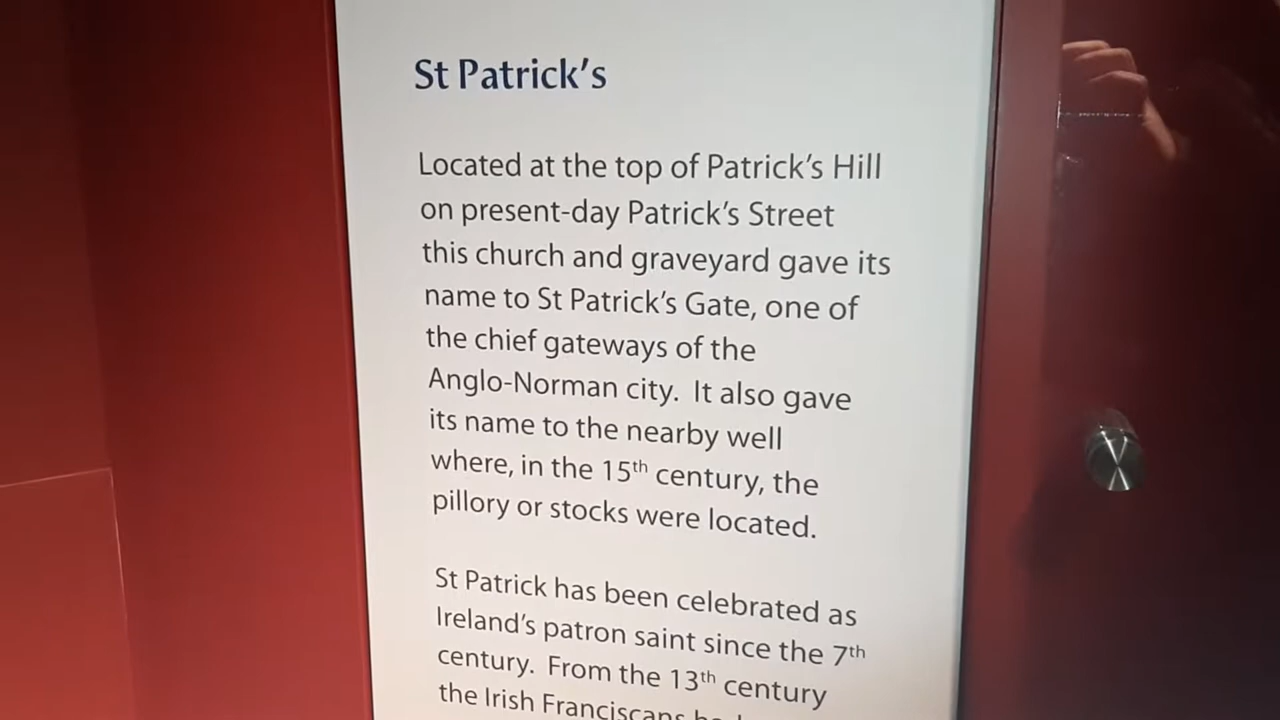 St Patrick's
Located at the top of Patrick's Hill
on present-day Patrick's Street
this church and graveyard gave its
name to St Patrick's Gate, one of
the chief gateways of the
Anglo-Norman city. It also gave
its name to the nearby well
where, in the 15th century, the
pillory or stocks were located.
St Patrick has been celebrated as
Ireland's patron saint since the 7th
century. From the 13th century
the Irish Franciscans